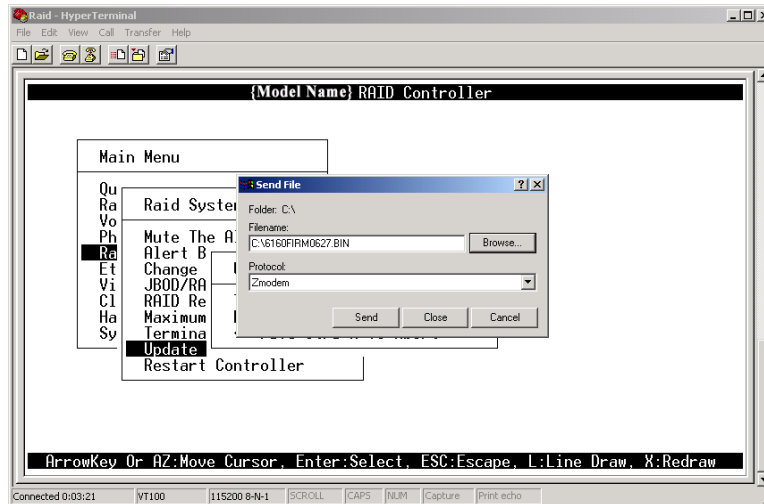 Raid - HyperTerminal
File Edit View Call Transfer Help
{Model Name} RAID Controller
Main Menu
Qu
Ra
Vo
Ph
Ra
Et
Vi
Cl
Ha
Sy
Raid System
Mute The Al
Alert B
Change
JBOD/RA
RAID Re
Maximum
Termina
Update
Restart Controller
Send File
Folder: C:\
Filename:
C:\6160FIRM0627.BIN
Browse...
Protocol:
Zmodem
Send Close Cancel
ArrowKey Or AZ:Move Cursor, Enter:Select, ESC:Escape, L:Line Draw, X:Redraw
Connected 0:03:21 VT100 115200 8-N-1 SCROLL CAPS NUM Capture Print echo